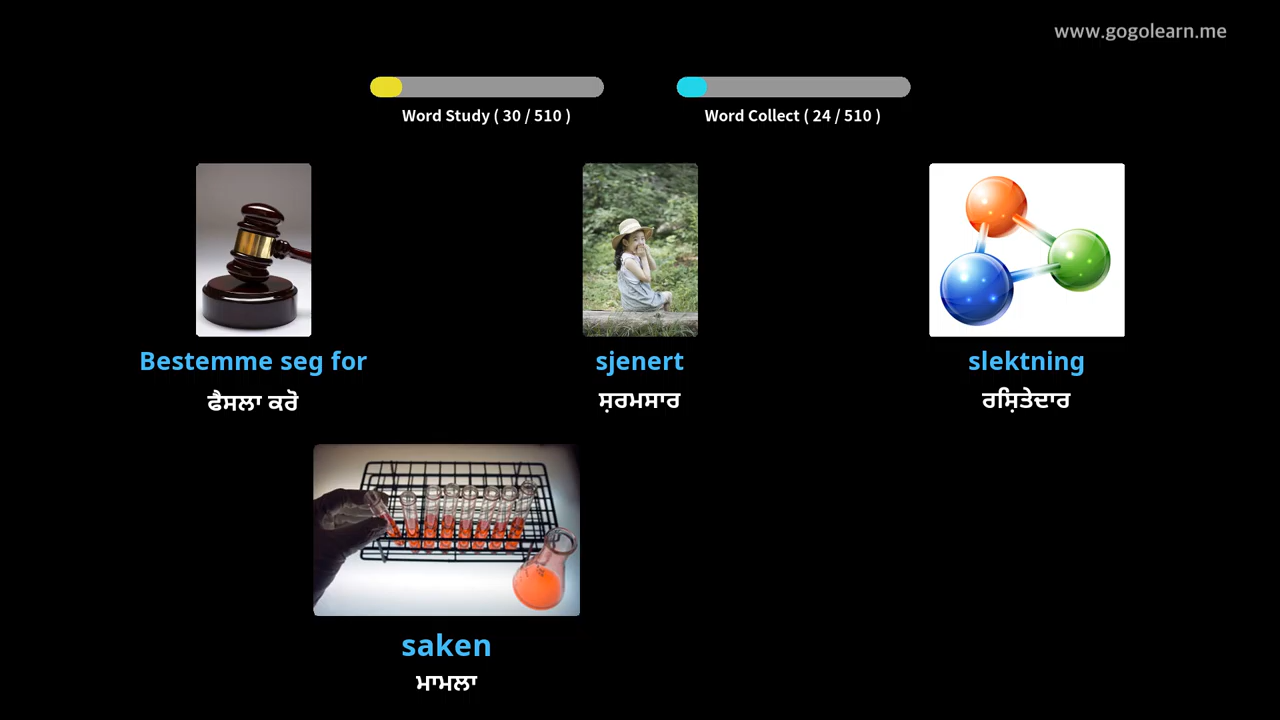 www.gogolearn.me
Word Study ( 30 / 510 )
Word Collect ( 24 / 510 )
Bestemme seg for
sjenert
slektning
ਫੈਸਲਾ ਕਰੋ
ਸ਼ਰਮਸਾਰ
ਰਸ਼ਿਤੇਦਾਰ
saken
ਮਾਮਲਾ